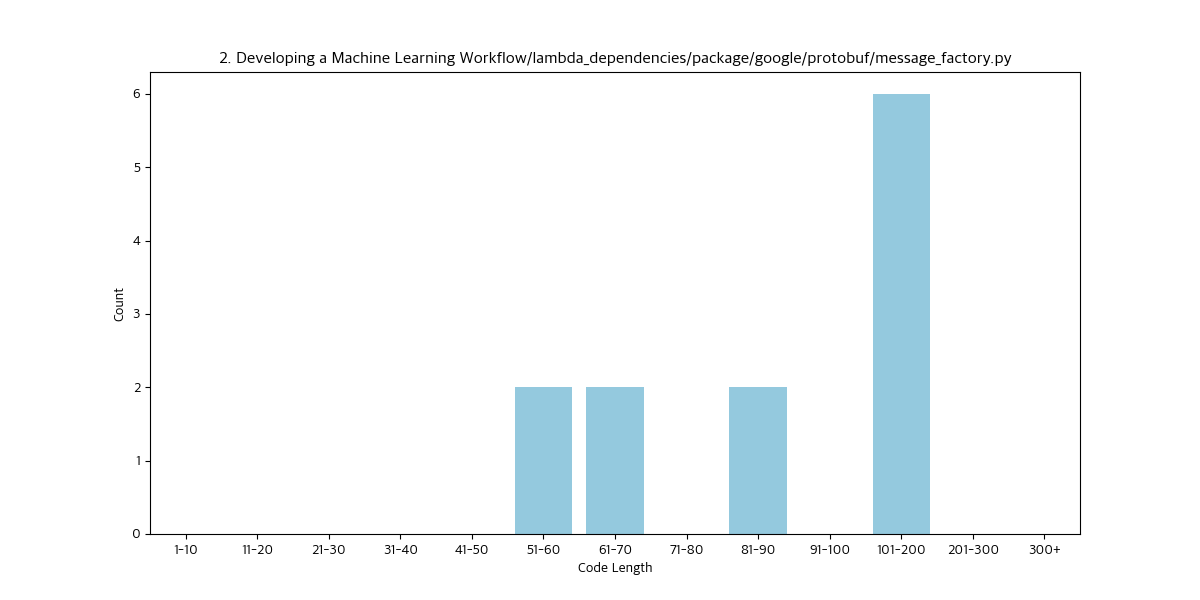 2. Developing a Machine Learning Workflow/lambda_dependencies/package/google/protobuf/message_factory.py
6
5
4
3
2
1
0
Count
1-10 11-20 21-30 31-40 41-50 51-60 61-70 71-80 81-90 91-100 101-200 201-300 300+
Code Length